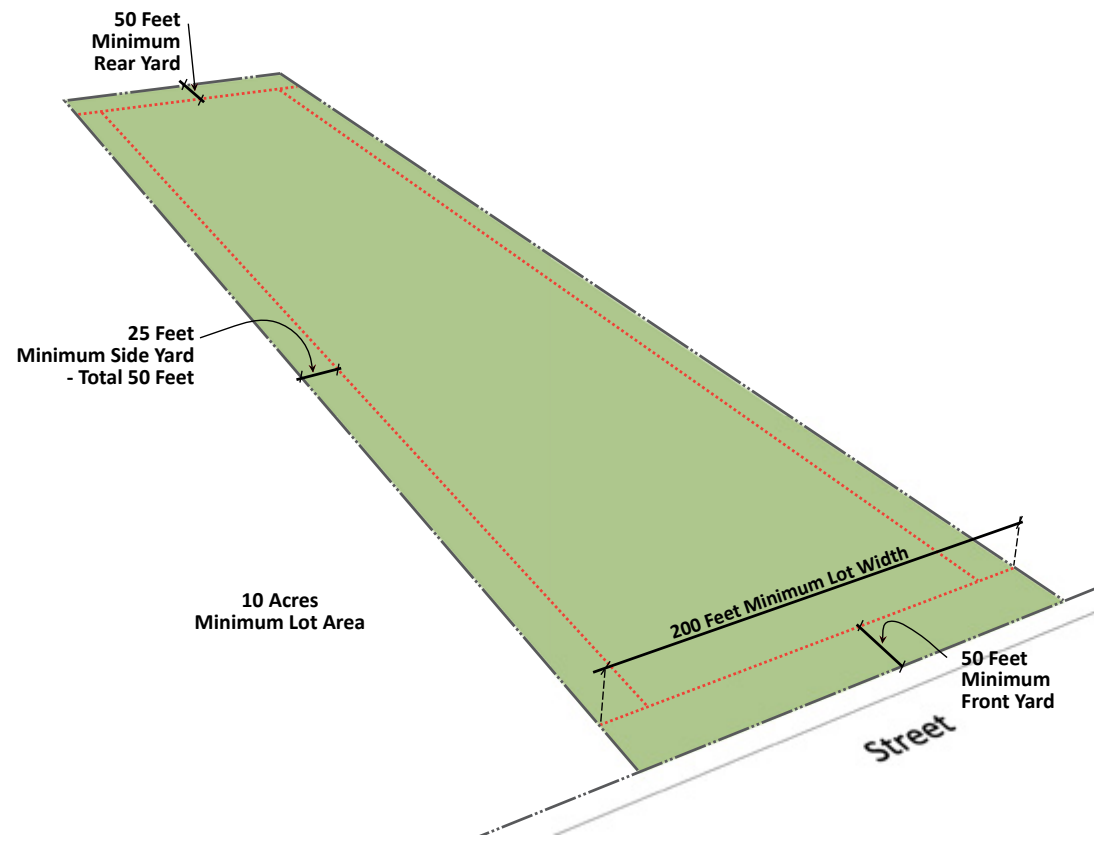 50 Feet
Minimum
Rear Yard
25 Feet
Minimum Side Yard
- Total 50 Feet
200 Feet Minimum Lot Width
10 Acres
Minimum Lot Area
50 Feet
Minimum
Front Yard
Street